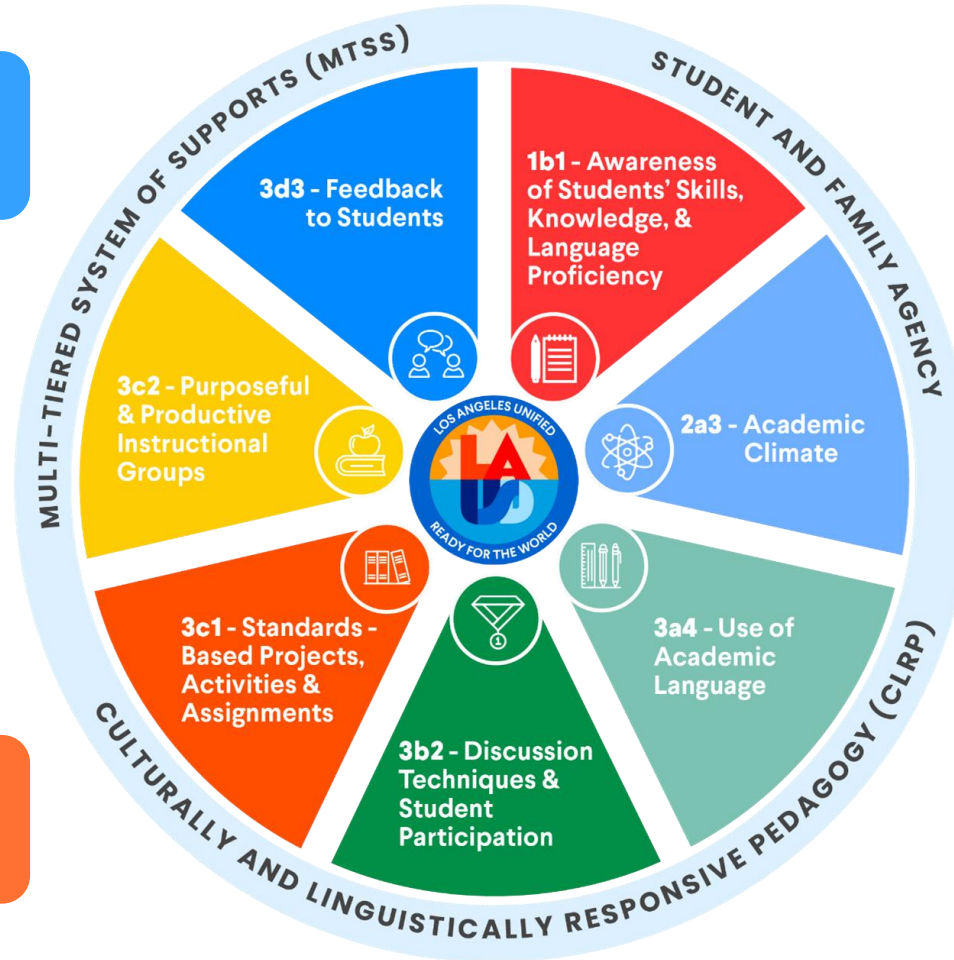 MULTI-TIERED SYSTEM OF SUPPORTS (MTSS)
STUDENT AND FAMILY AGENCY
CULTURALLY AND LINGUISTICALLY RESPONSIVE PEDAGOGY (CLRP)
1b1 - Awareness
of Students' Skills,
Knowledge, &
Language
Proficiency
2a3 - Academic
Climate
3a4 - Use of
Academic
Language
3b2 - Discussion
Techniques &
Student
Participation
3c1 - Standards-
Based Projects,
Activities &
Assignments
3c2 - Purposeful
& Productive
Instructional
Groups
3d3 - Feedback
to Students
LOS ANGELES UNIFIED
LA
USD
READY FOR THE WORLD
1